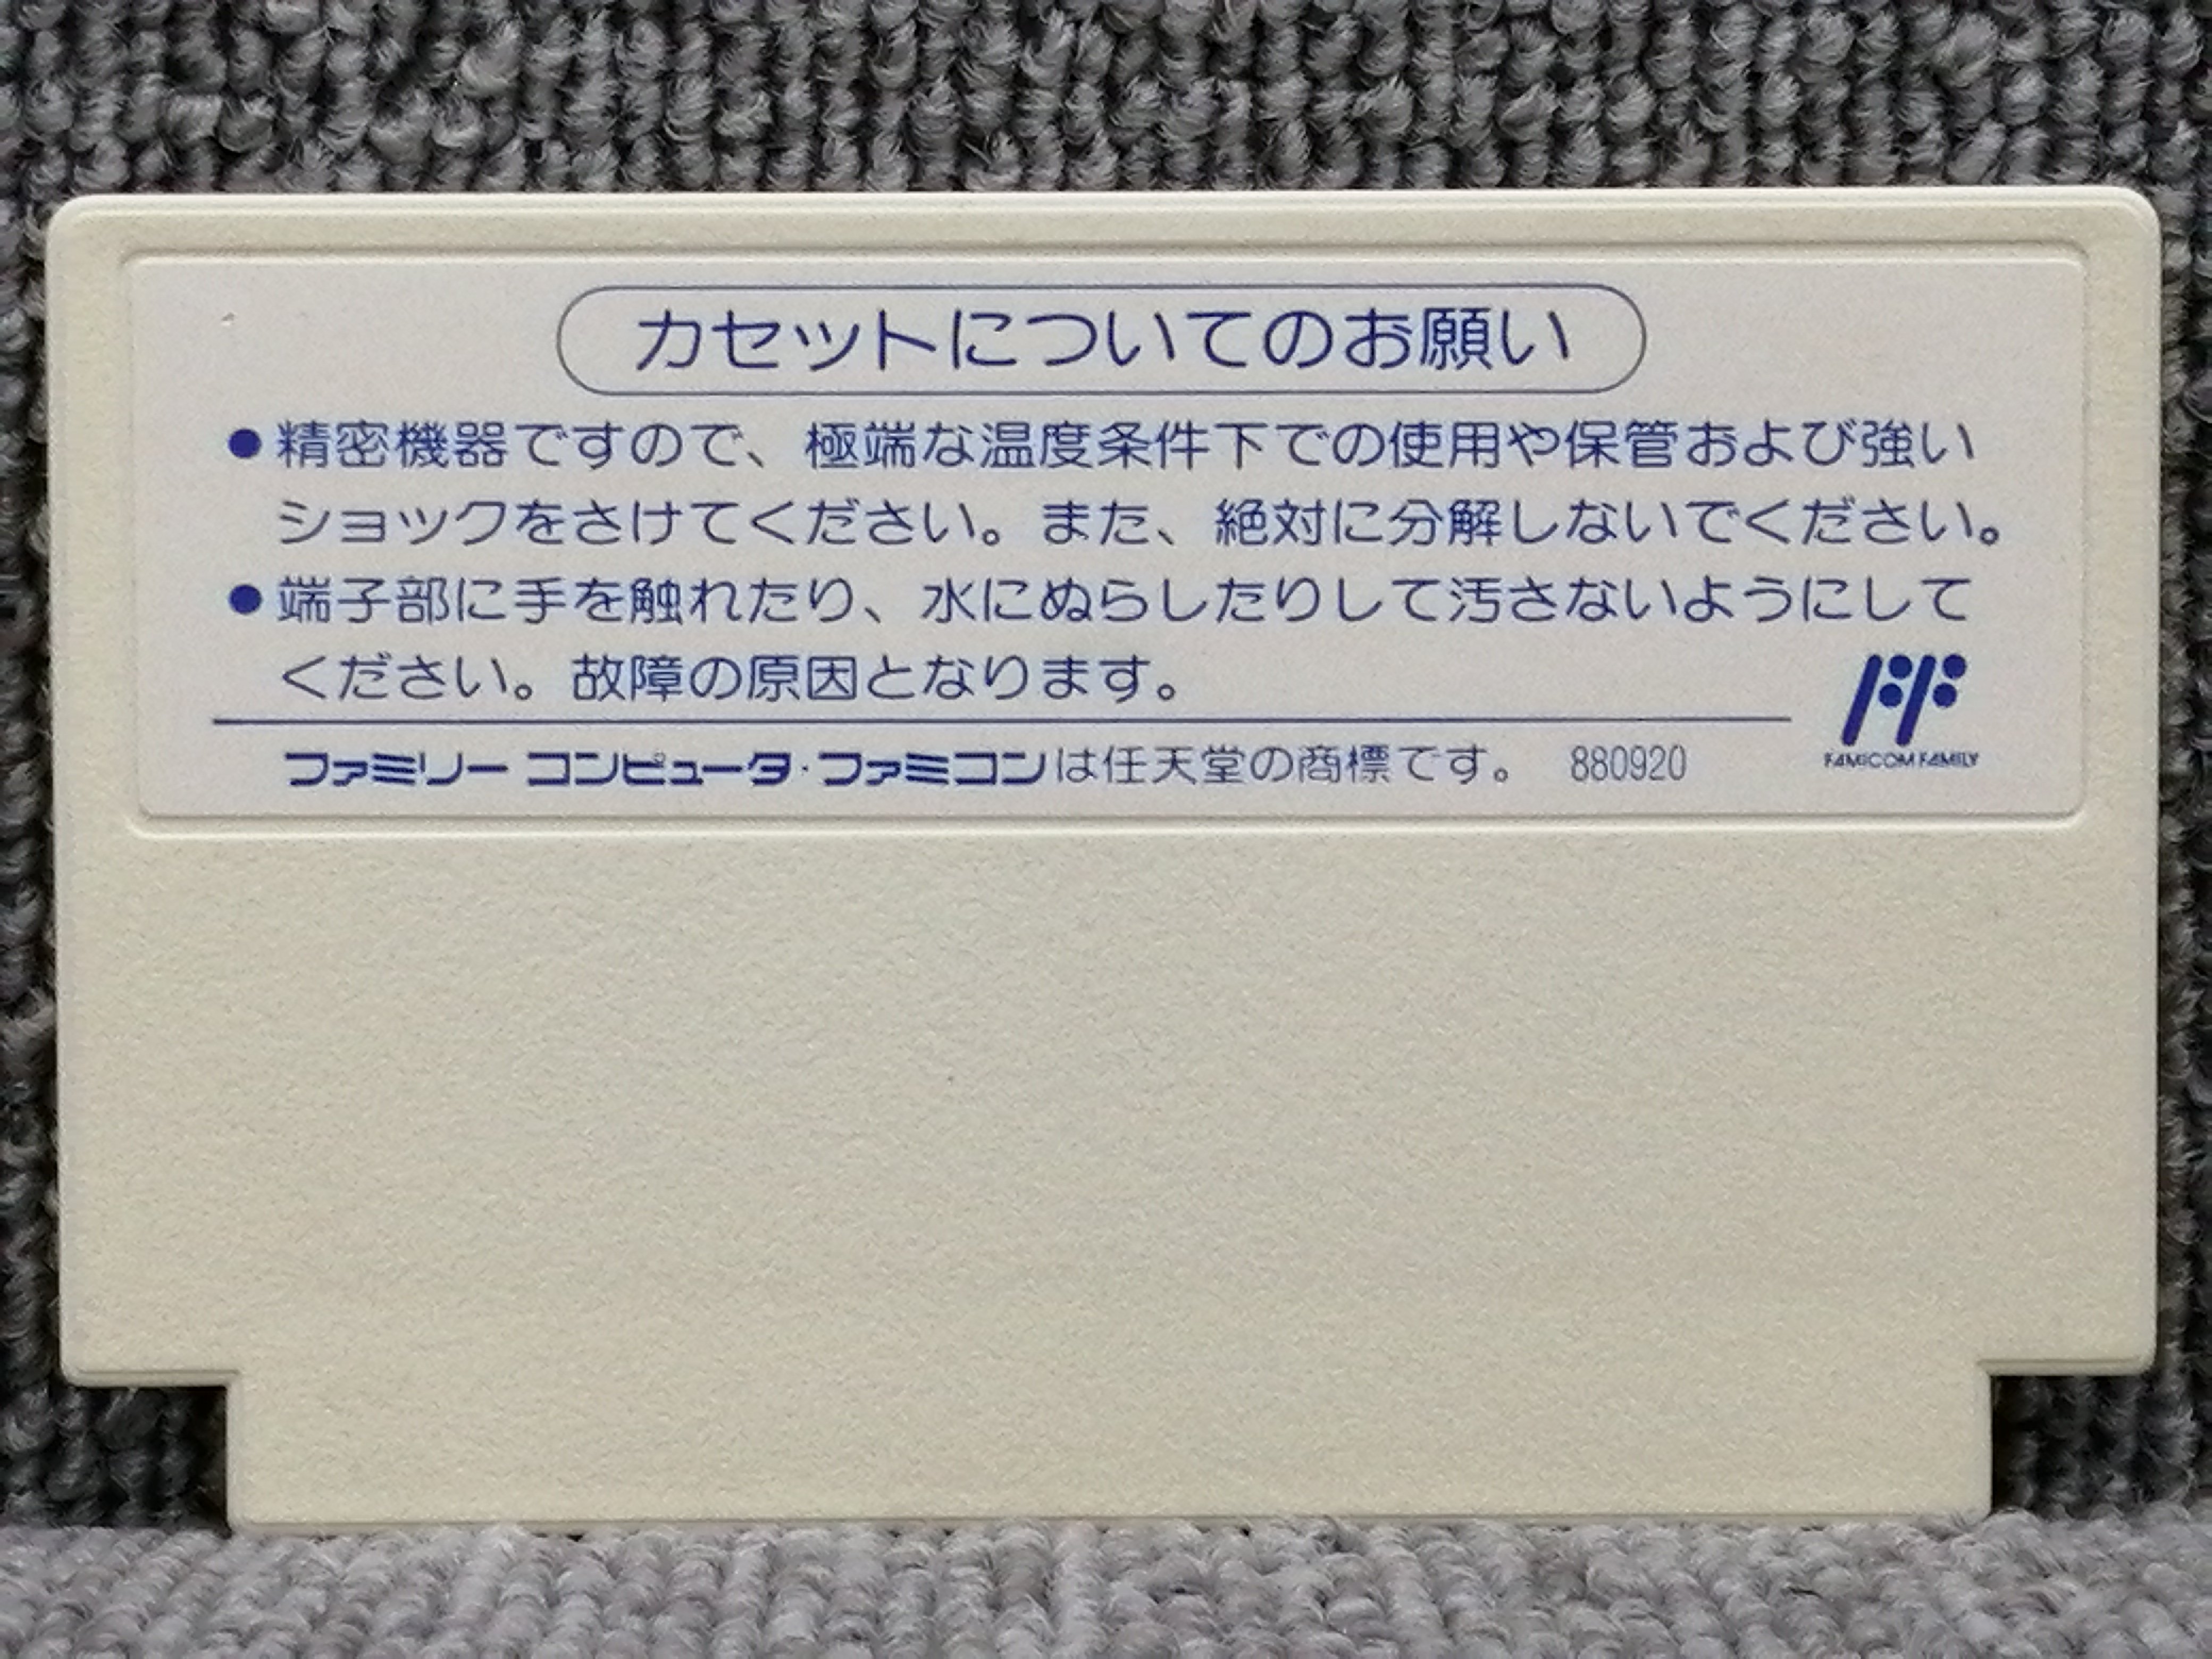 カセットについてのお願い
●精密機器ですので、極端な温度条件下での使用や保管および強い
ショックをさけてください。また、絶対に分解しないでください。
●端子部に手を触れたり、水にぬらしたりして汚さないようにして
ください。故障の原因となります。
FF
FAMICOM FAMILY
ファミリー コンピュータ・ファミコンは任天堂の商標です。 880920